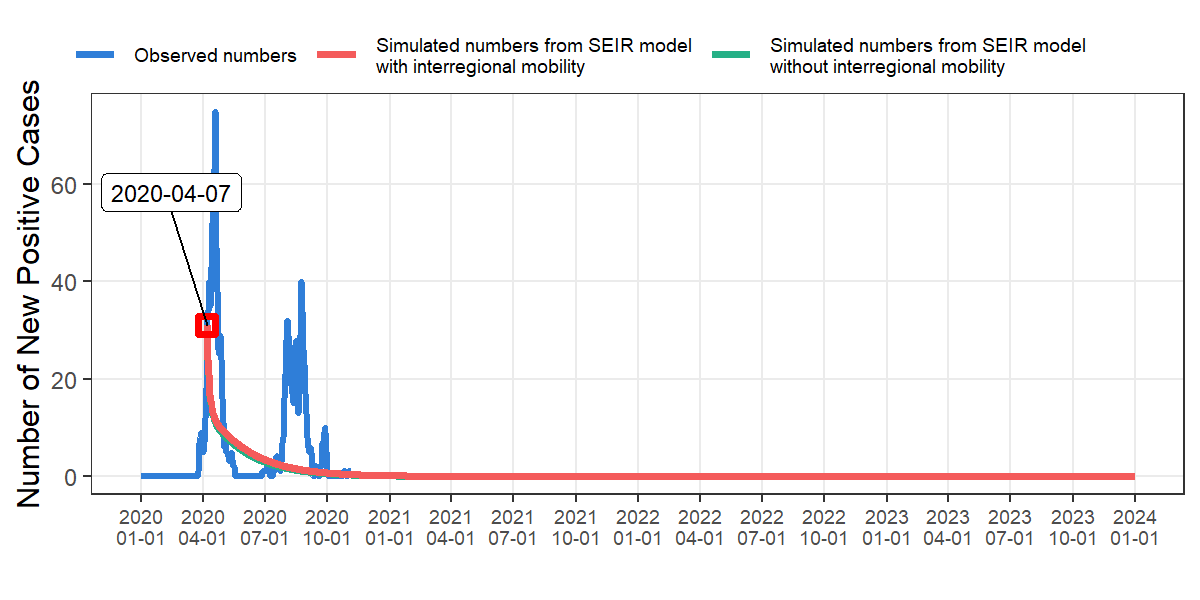 Observed numbers
Simulated numbers from SEIR model
with interregional mobility
Simulated numbers from SEIR model
without interregional mobility
Number of New Positive Cases
60
40
20
0
2020-04-07
2020 2020 2020 2020 2021 2021 2021 2021 2022 2022 2022 2022 2023 2023 2023 2023 2024
01-01 04-01 07-01 10-01 01-01 04-01 07-01 10-01 01-01 04-01 07-01 10-01 01-01 04-01 07-01 10-01 01-01